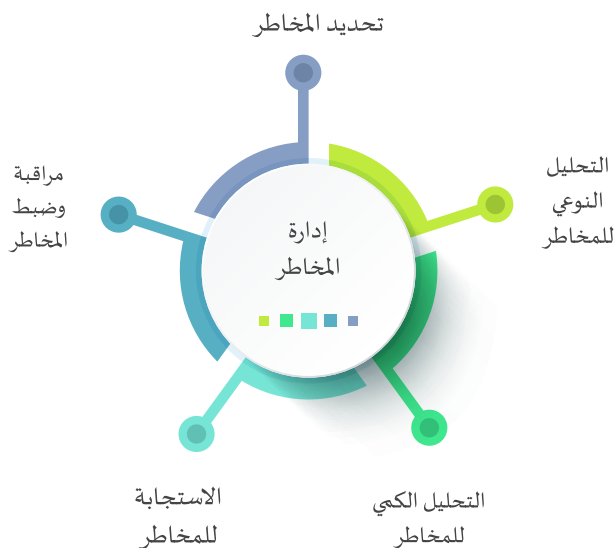 تحديد المخاطر
التحليل
النوعي
للمخاطر
التحليل الكمي
للمخاطر
الاستجابة
للمخاطر
مراقبة
وضبط
المخاطر
إدارة
المخاطر